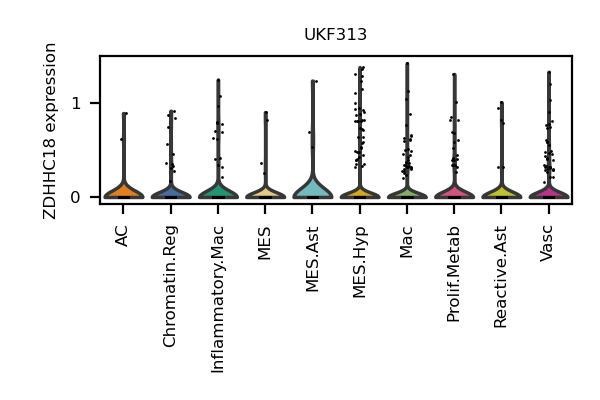 UKF313
ZDHHC18 expression
1
0
AC
Chromatin.Reg
Inflammatory.Mac
MES
MES.Ast
MES.Hyp
Mac
Prolif.Metab
Reactive.Ast
Vasc